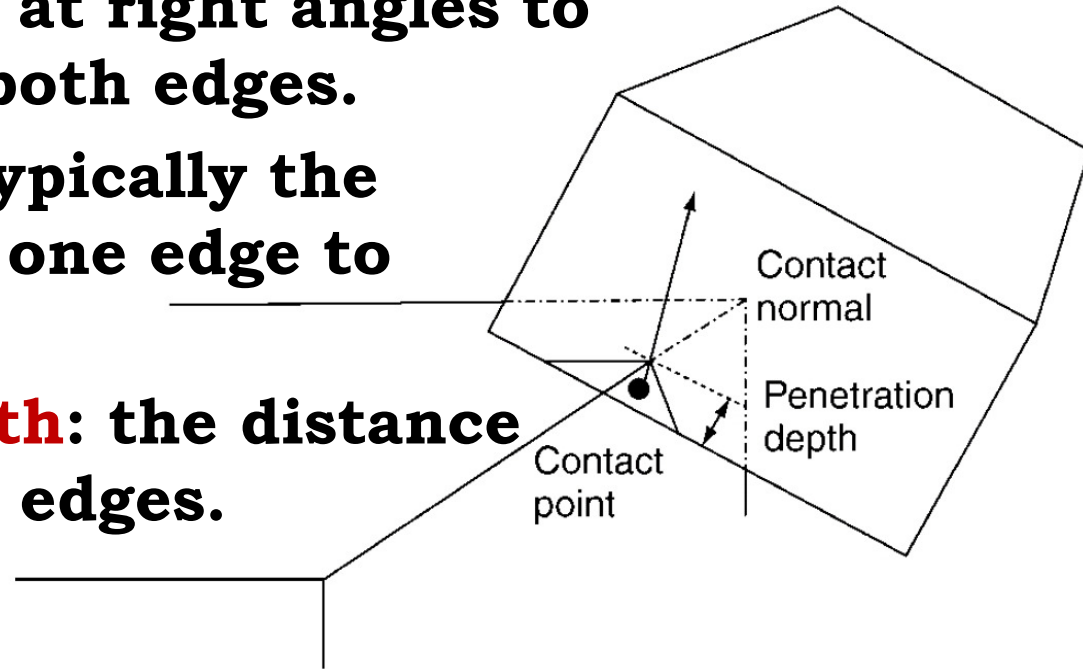 at right angles to
both edges.
ypically the
one edge to
th: the distance
edges.
Contact
normal
Penetration
depth
Contact
point